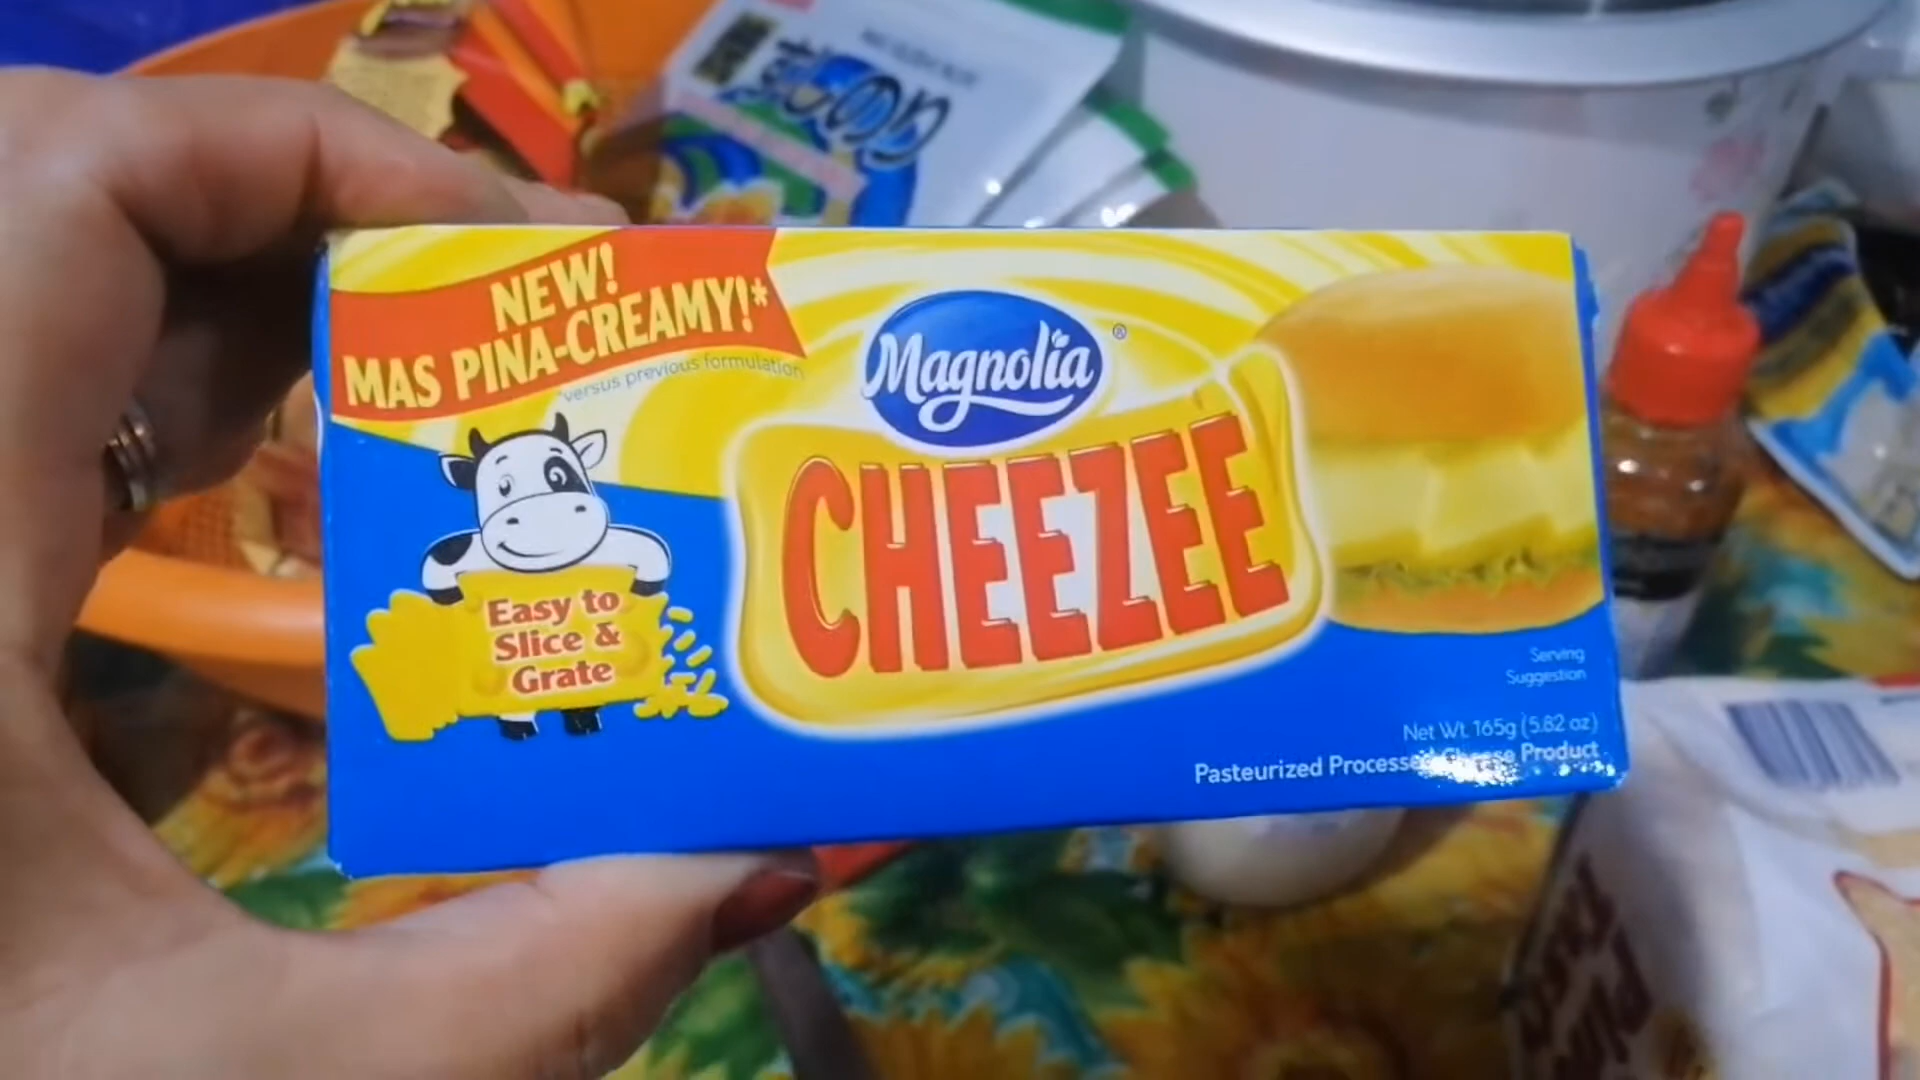 NEW!
MAS PINA-CREAMY!*
*versus previous formulation
Magnolia®
CHEEZEE
Easy to
Slice &
Grate
Serving
Suggestion
Net Wt. 165g (5.82 oz)
Pasteurized Processed Cheese Product